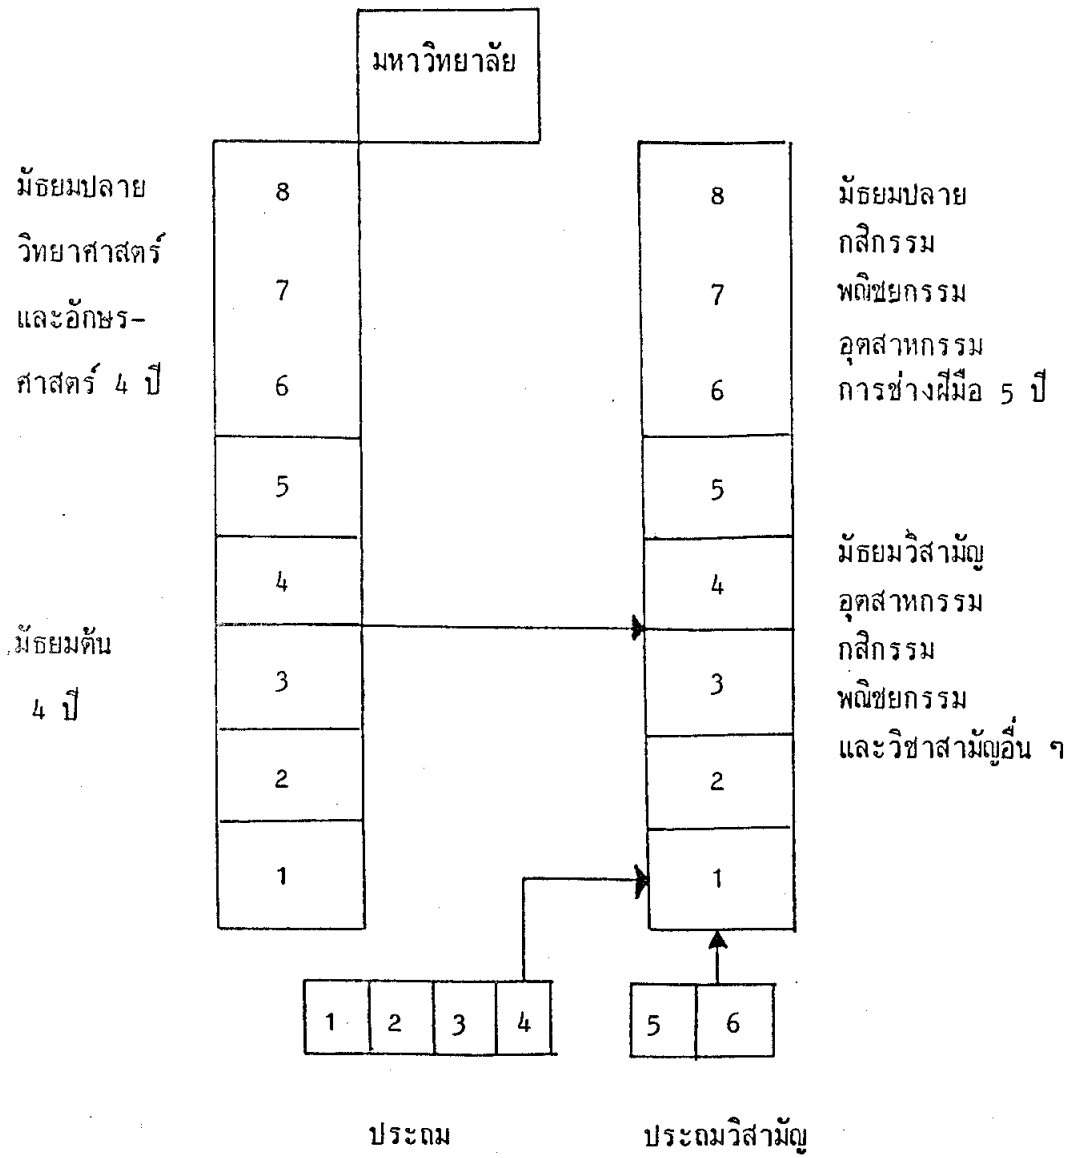 มหาวิทยาลัย
มัธยมปลาย
วิทยาศาสตร์
และอักษร-
ศาสตร์ 4 ปี
มัธยมต้น
4 ปี
8
7
6
5
4
3
2
1
8
7
6
5
4
3
2
1
มัธยมปลาย
กสิกรรม
พณิชยกรรม
อุตสาหกรรม
การช่างฝีมือ 5 ปี
มัธยมวิสามัญ
อุตสาหกรรม
กสิกรรม
พณิชยกรรม
และวิชาสามัญอื่น ๆ
1 2 3 4
5 6
ประถม
ประถมวิสามัญ